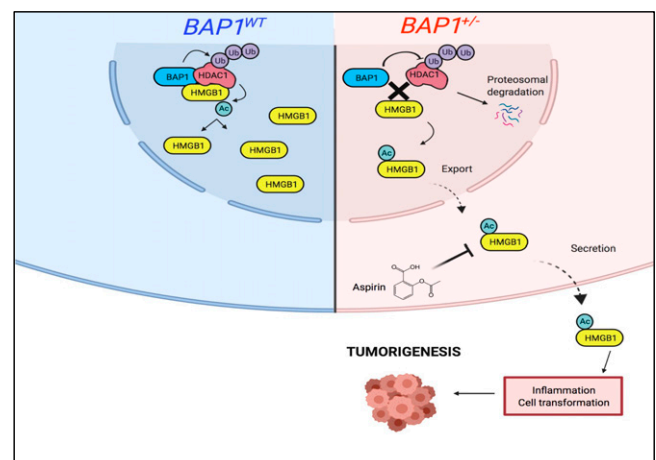 BAP1WT
BAP1+/-
Ub
Ub
Ub
BAP1
HDAC1
HMGB1
Ac
HMGB1
HMGB1
HMGB1
HMGB1
Ub
Ub
Ub
BAP1
HDAC1
HMGB1
Proteosomal
degradation
Ac
HMGB1
Export
Ac
HMGB1
Secretion
Aspirin
O
OH
O
O
Ac
HMGB1
TUMORIGENESIS
Inflammation
Cell transformation